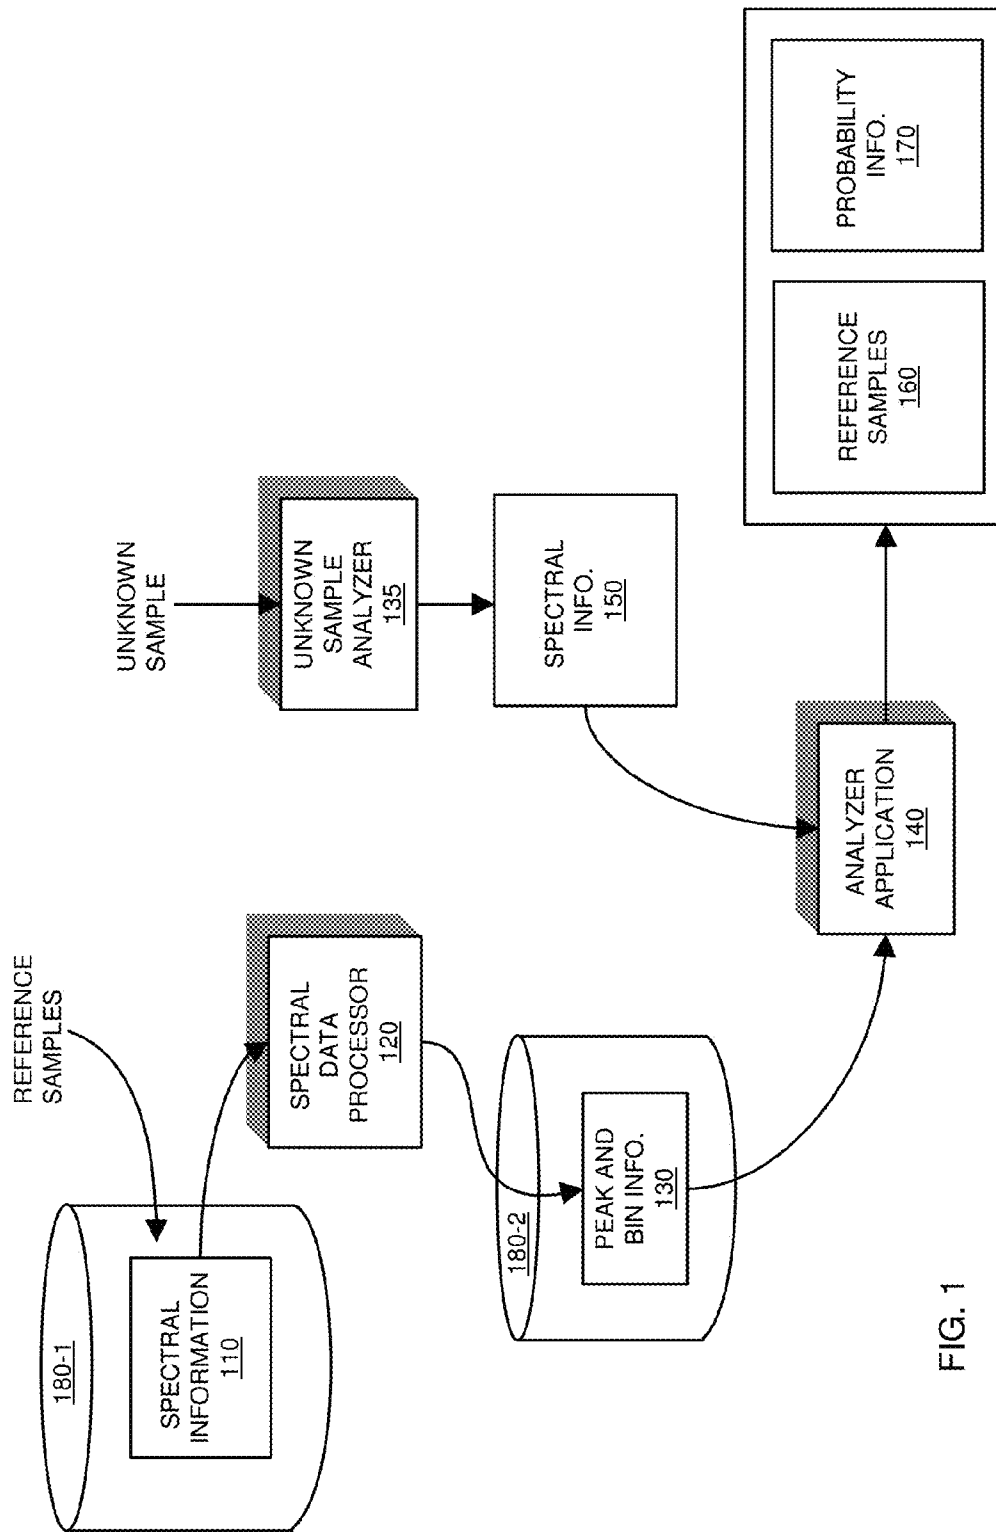 REFERENCE
SAMPLES
180-1
SPECTRAL
INFORMATION
110
SPECTRAL
DATA
PROCESSOR
120
180-2
PEAK AND
BIN INFO.
130
UNKNOWN
SAMPLE
UNKNOWN
SAMPLE
ANALYZER
135
SPECTRAL
INFO.
150
ANALYZER
APPLICATION
140
REFERENCE
SAMPLES
160
PROBABILITY
INFO.
170
FIG. 1